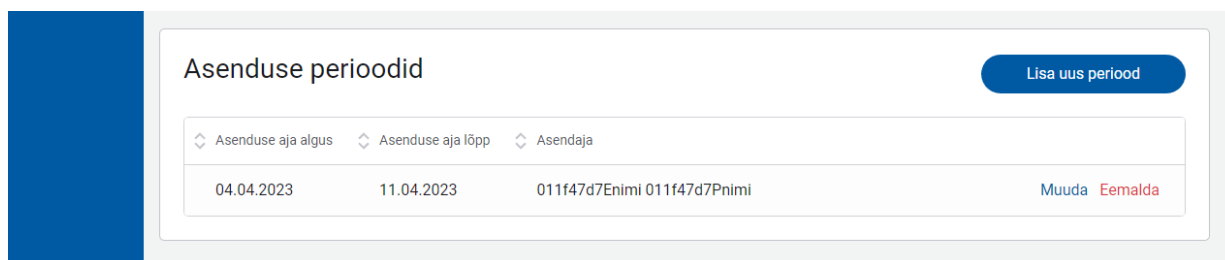 Asenduse perioodid
Lisa uus periood
Asenduse aja algus Asenduse aja lõpp Asendaja
04.04.2023 11.04.2023 011f47d7Enimi 011f47d7Pnimi Muuda Eemalda